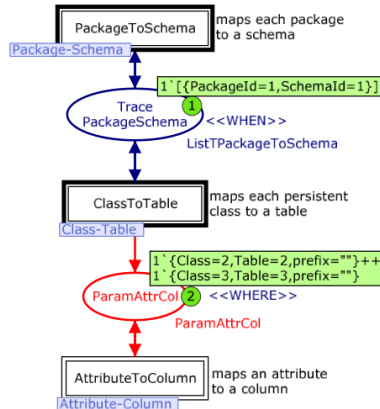 PackageToSchema
maps each package
to a schema
Package-Schema
1`[{PackageId=1,SchemaId=1}]
Trace
PackageSchema
1
<<WHEN>>
ListTPackageToSchema
ClassToTable
maps each persistent
class to a table
Class-Table
1`{Class=2,Table=2,prefix=""}++
1`{Class=3,Table=3,prefix=""}
ParamAttrCol
2
<<WHERE>>
ParamAttrCol
AttributeToColumn
maps an attribute
to a column
Attribute-Column